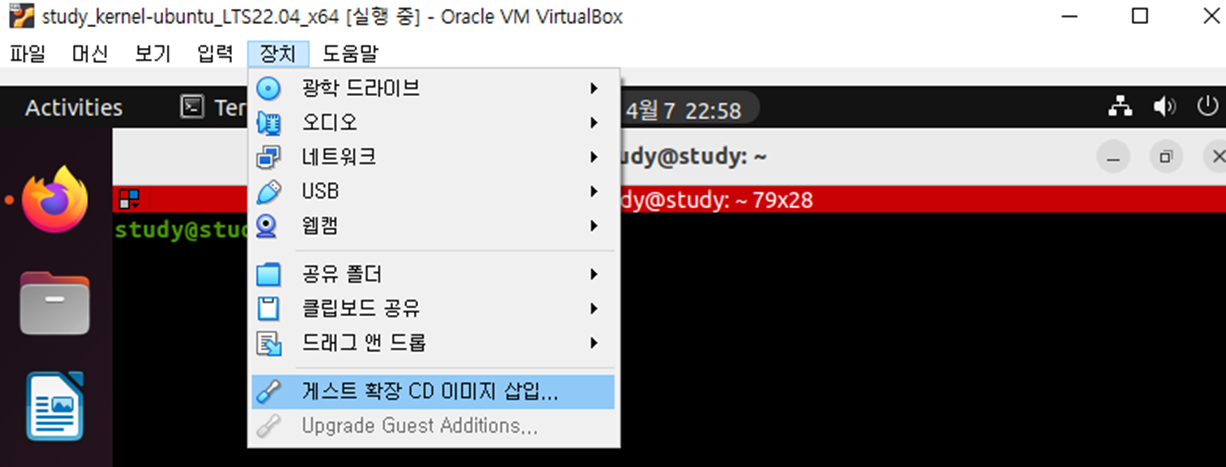 study_kernel-ubuntu_LTS22.04_x64 [실행 중] - Oracle VM VirtualBox
파일 머신 보기 입력 장치 도움말
Activities Ter 4월 7 22:58
udy@study: ~
dy@study: ~ 79x28
study@stud
광학 드라이브
오디오
네트워크
USB
웹캠
공유 폴더
클립보드 공유
드래그 앤 드롭
게스트 확장 CD 이미지 삽입...
Upgrade Guest Additions...